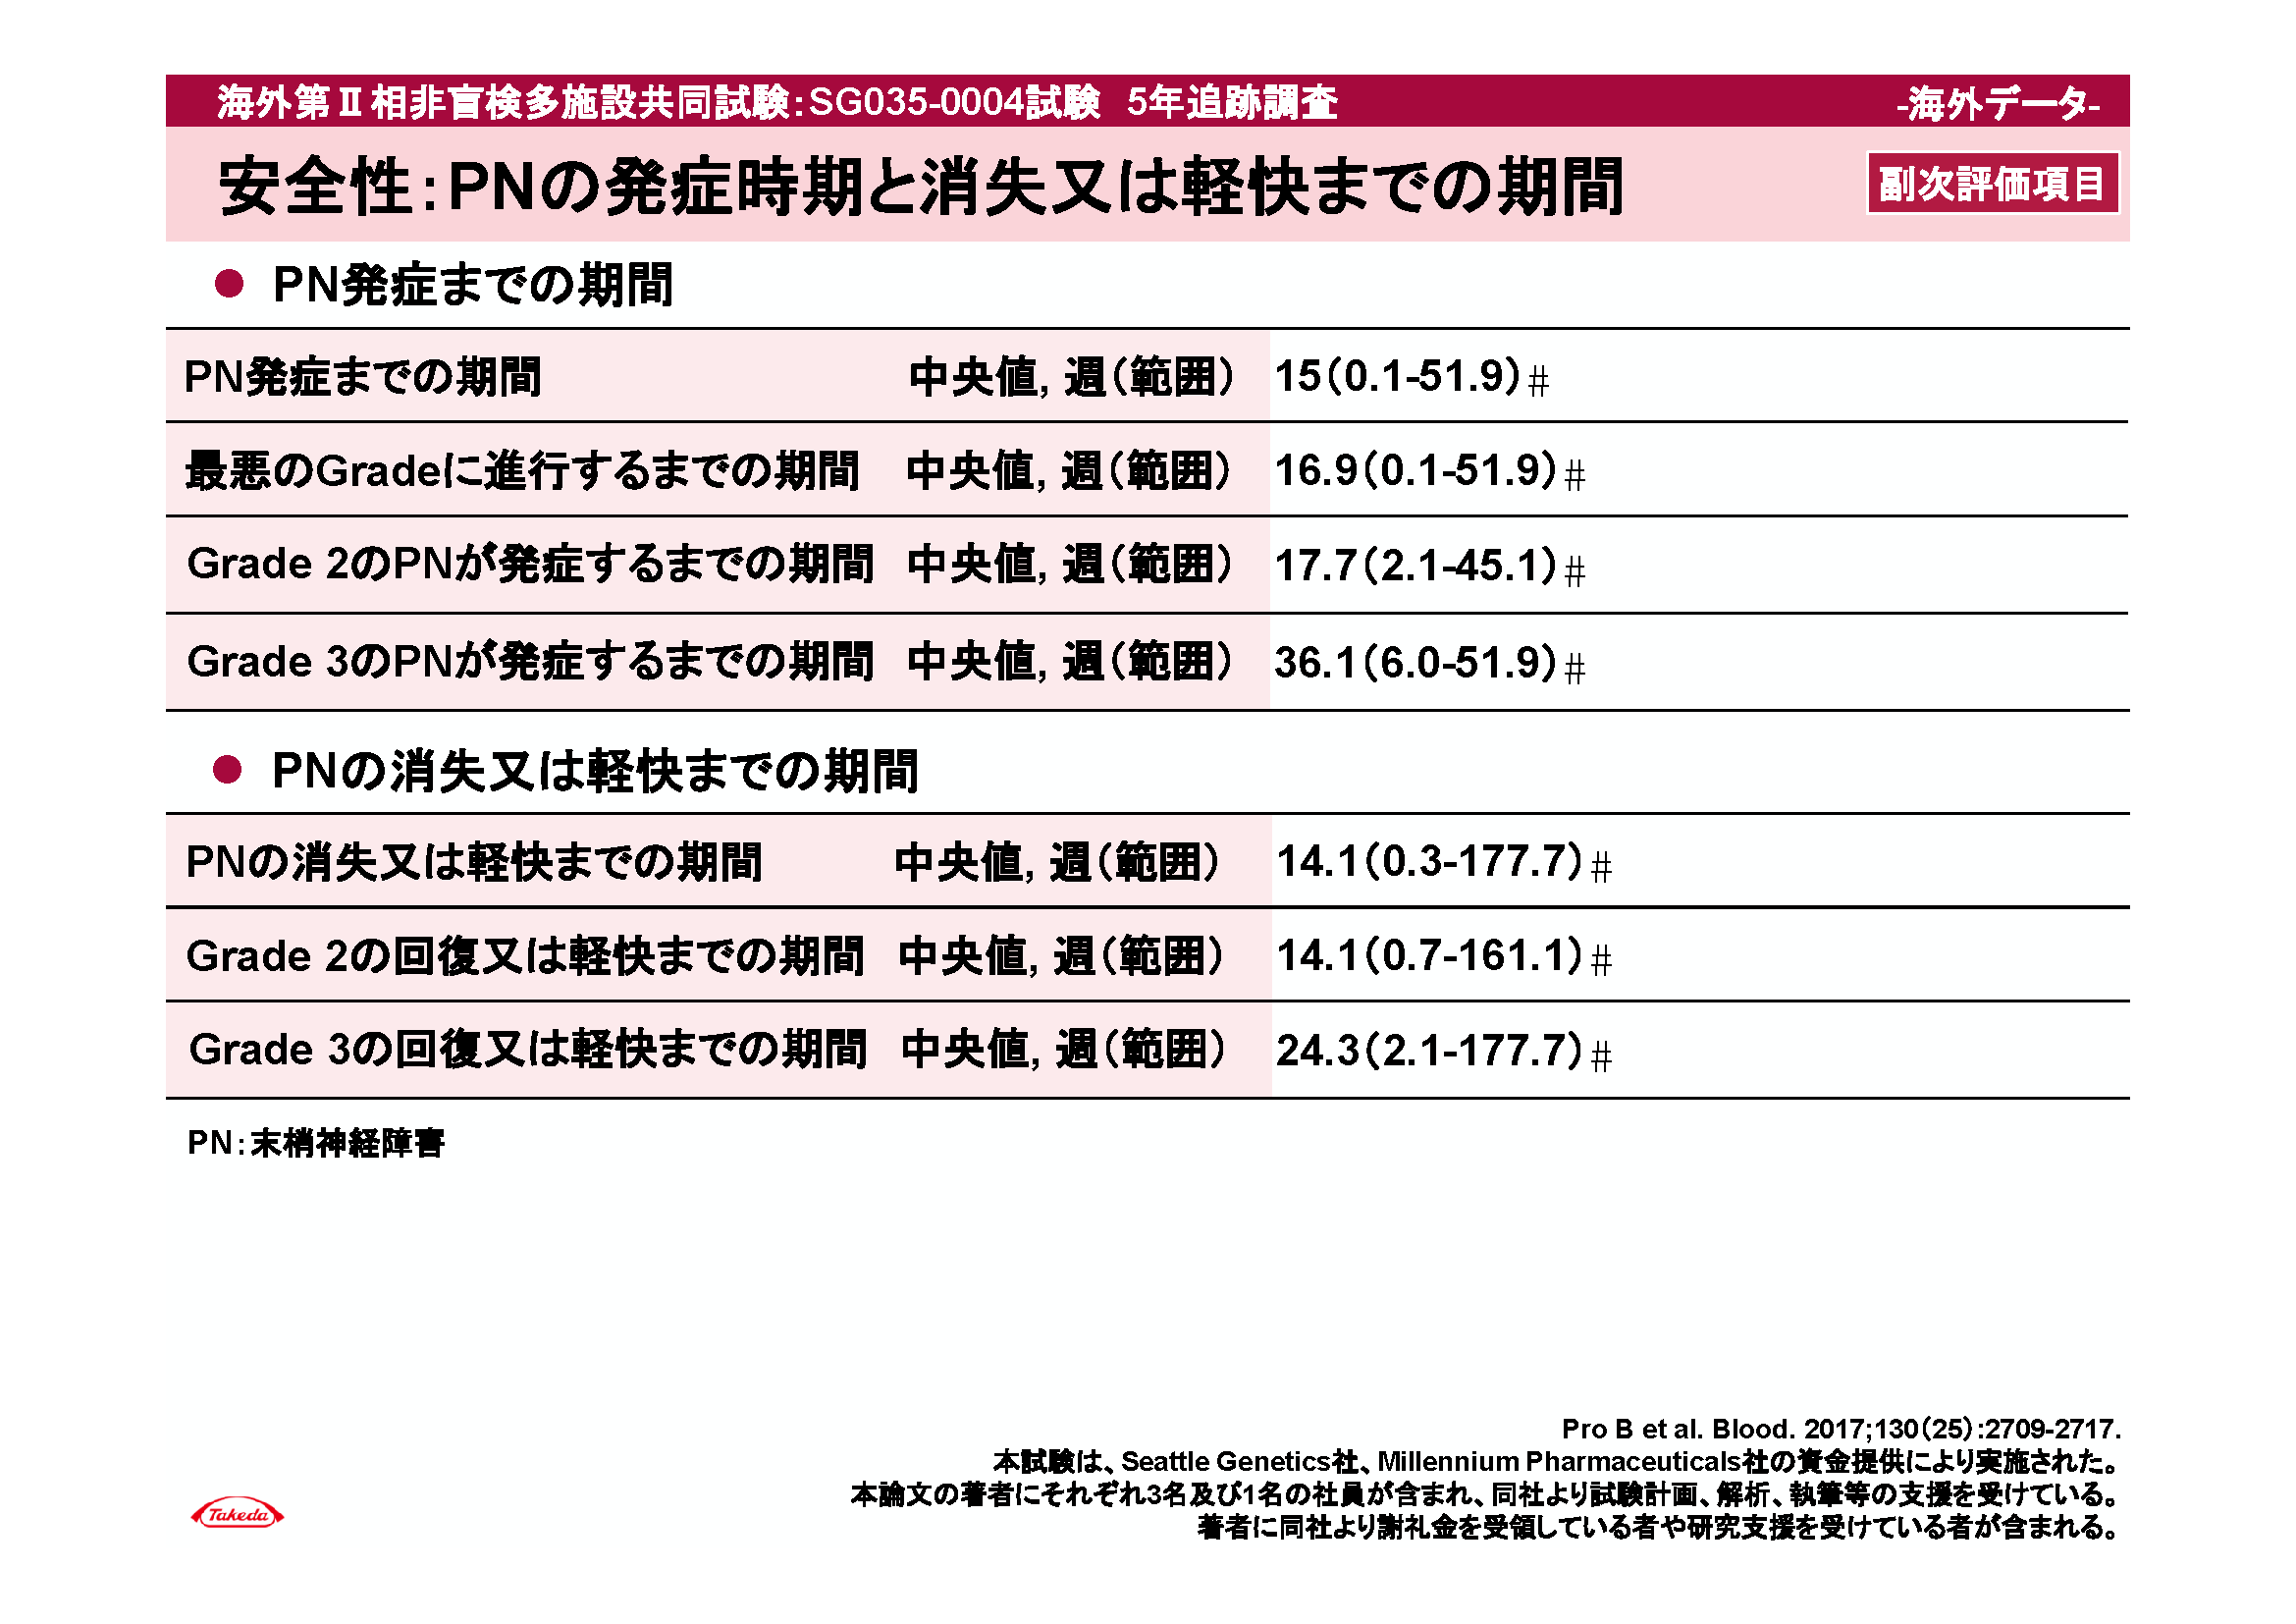 海外第Ⅱ相非盲検多施設共同試験：SG035-0004試験　5年追跡調査　-海外データ-
安全性：PNの発症時期と消失又は軽快までの期間　副次評価項目
● PN発症までの期間
PN発症までの期間　中央値, 週（範囲）　15（0.1-51.9）#
最悪のGradeに進行するまでの期間　中央値, 週（範囲）　16.9（0.1-51.9）#
Grade 2のPNが発症するまでの期間　中央値, 週（範囲）　17.7（2.1-45.1）#
Grade 3のPNが発症するまでの期間　中央値, 週（範囲）　36.1（6.0-51.9）#
● PNの消失又は軽快までの期間
PNの消失又は軽快までの期間　中央値, 週（範囲）　14.1（0.3-177.7）#
Grade 2の回復又は軽快までの期間　中央値, 週（範囲）　14.1（0.7-161.1）#
Grade 3の回復又は軽快までの期間　中央値, 週（範囲）　24.3（2.1-177.7）#
PN：末梢神経障害
Pro B et al. Blood. 2017;130（25）:2709-2717.
本試験は、Seattle Genetics社、Millennium Pharmaceuticals社の資金提供により実施された。
本論文の著者にそれぞれ3名及び1名の社員が含まれ、同社より試験計画、解析、執筆等の支援を受けている。
著者に同社より謝礼金を受領している者や研究支援を受けている者が含まれる。
Takeda